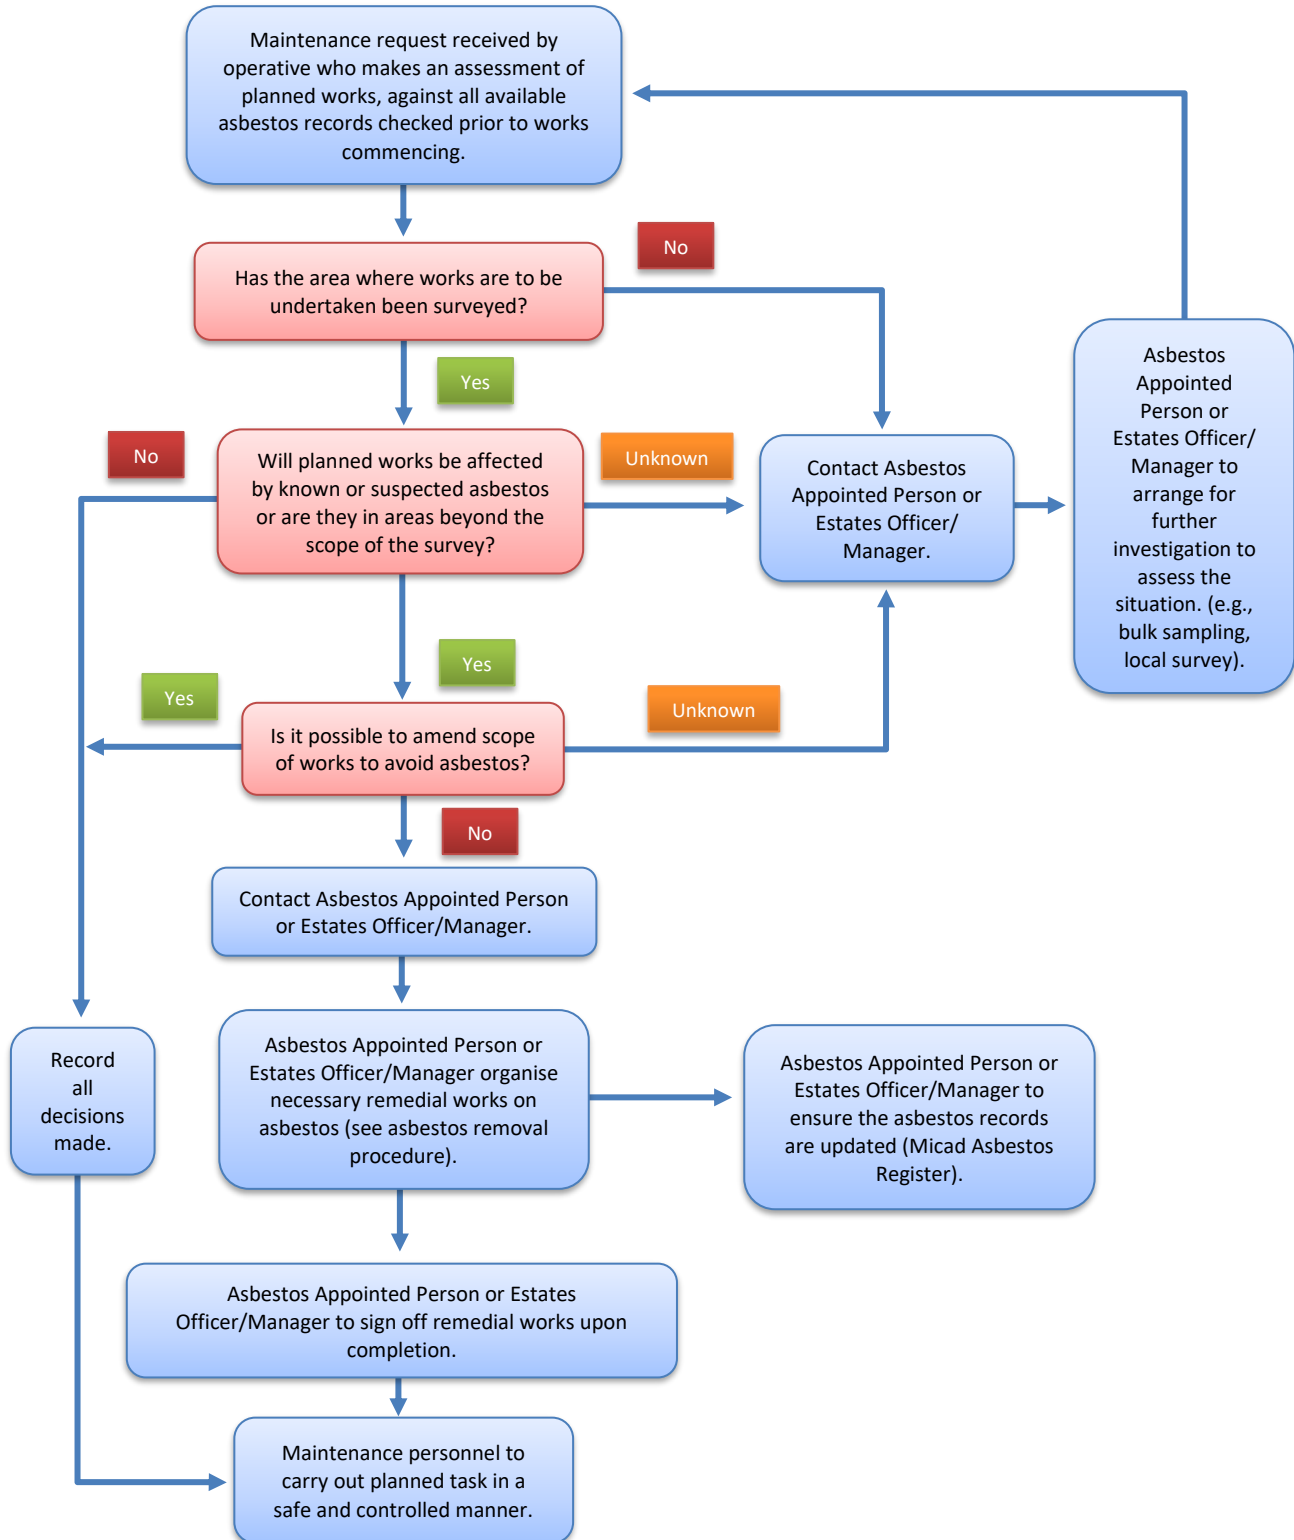 Maintenance request received by
operative who makes an assessment of
planned works, against all available
asbestos records checked prior to works
commencing.
No
Has the area where works are to be
undertaken been surveyed?
Yes
Asbestos
Appointed
Person or
Estates Officer/
Manager to
arrange for
further
investigation to
assess the
situation. (e.g.,
bulk sampling,
local survey).
No
Will planned works be affected
by known or suspected asbestos
or are they in areas beyond the
scope of the survey?
Unknown
Contact Asbestos
Appointed Person or
Estates Officer/
Manager.
Yes
Yes
Is it possible to amend scope
of works to avoid asbestos?
Unknown
No
Contact Asbestos Appointed Person
or Estates Officer/Manager.
Record
all
decisions
made.
Asbestos Appointed Person or
Estates Officer/Manager organise
necessary remedial works on
asbestos (see asbestos removal
procedure).
Asbestos Appointed Person or
Estates Officer/Manager to
ensure the asbestos records
are updated (Micad Asbestos
Register).
Asbestos Appointed Person or Estates
Officer/Manager to sign off remedial works upon
completion.
Maintenance personnel to
carry out planned task in a
safe and controlled manner.